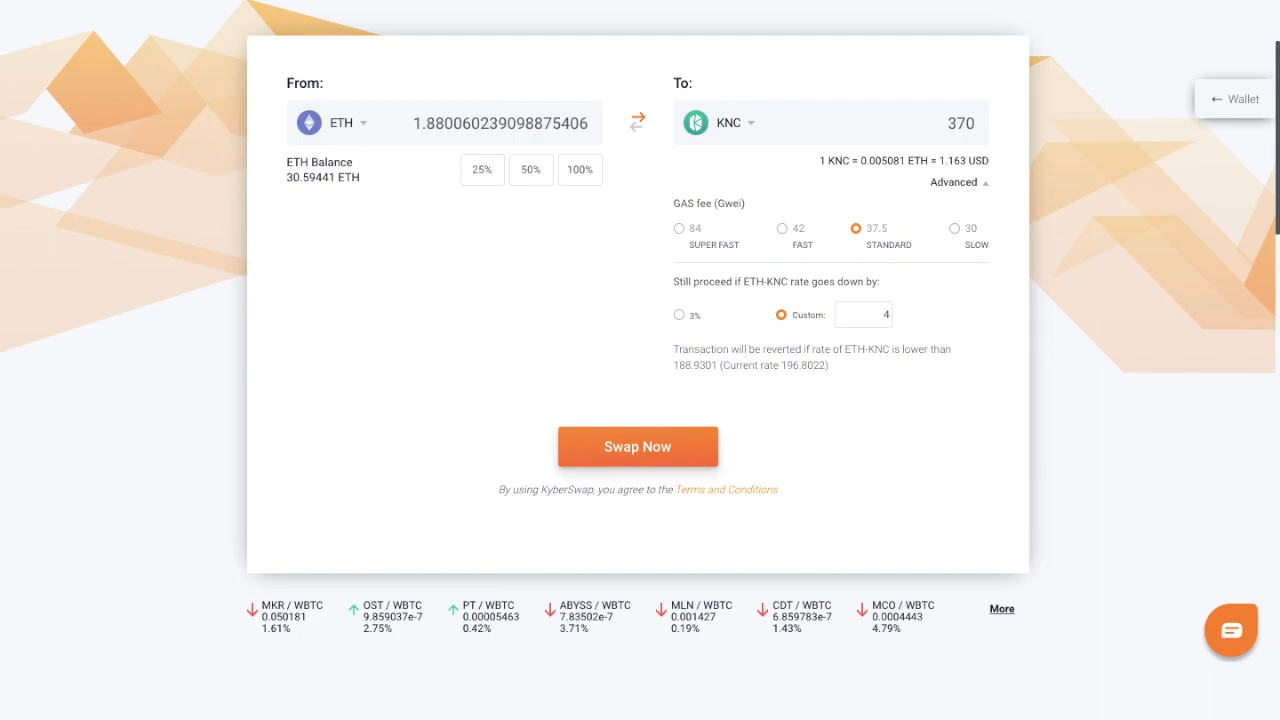 From:
To:
ETH 1.880060239098875406
KNC 370
← Wallet
ETH Balance
30.59441 ETH
25% 50% 100%
1 KNC = 0.005081 ETH = 1.163 USD
Advanced
GAS fee (Gwei)
84 42 37.5 30
SUPER FAST FAST STANDARD SLOW
Still proceed if ETH-KNC rate goes down by:
3% Custom: 4
Transaction will be reverted if rate of ETH-KNC is lower than
188.9301 (Current rate 196.8022)
Swap Now
By using KyberSwap, you agree to the Terms and Conditions
MKR / WBTC OST / WBTC PT / WBTC ABYSS / WBTC MLN / WBTC CDT / WBTC MCO / WBTC More
0.050181 9.859037e-7 0.00005463 7.83502e-7 0.001427 6.859783e-7 0.0004443
1.61% 2.75% 0.42% 3.71% 0.19% 1.43% 4.79%